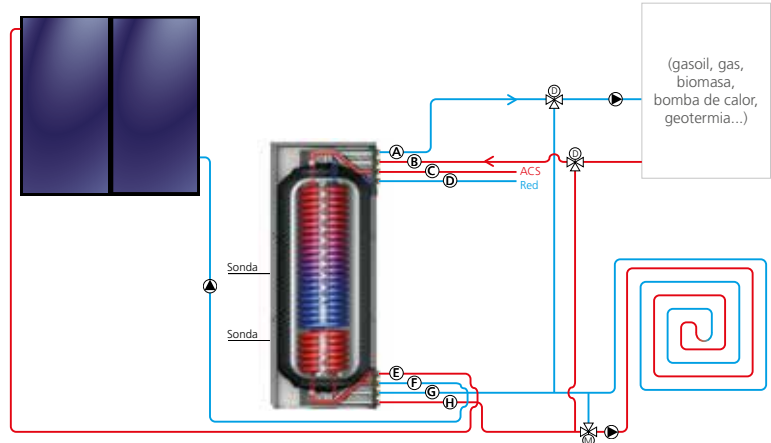 (gasoil, gas,
biomasa,
bomba de calor,
geotermia...)
D
D
A
B
C
ACS
D
Red
Sonda
Sonda
E
F
G
H
M